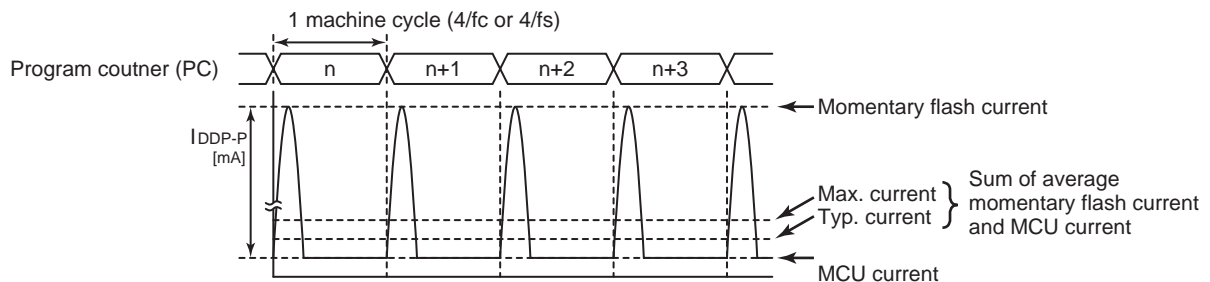 1 machine cycle (4/fc or 4/fs)
Program coutner (PC)
n
n+1
n+2
n+3
Momentary flash current
IDDP-P
[mA]
Max. current
Typ. current
Sum of average
momentary flash current
and MCU current
MCU current